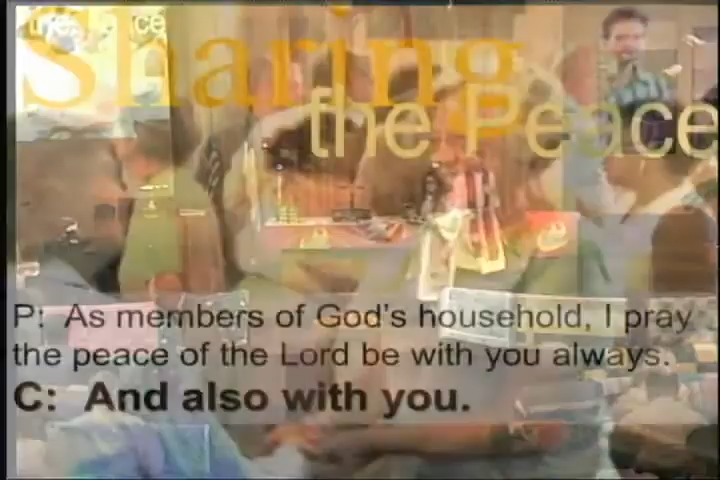 Sharing
the Peace
P: As members of God's household, I pray
the peace of the Lord be with you always.
C: And also with you.